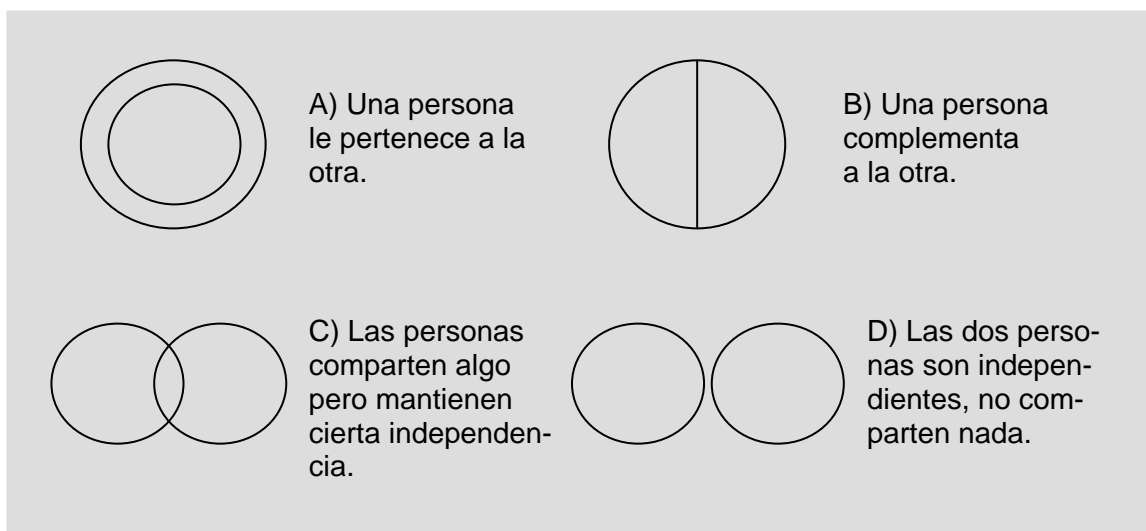 A) Una persona
le pertenece a la
otra.
B) Una persona
complementa
a la otra.
C) Las personas
comparten algo
pero mantienen
cierta independen-
cia.
D) Las dos perso-
nas son indepen-
dientes, no com-
parten nada.